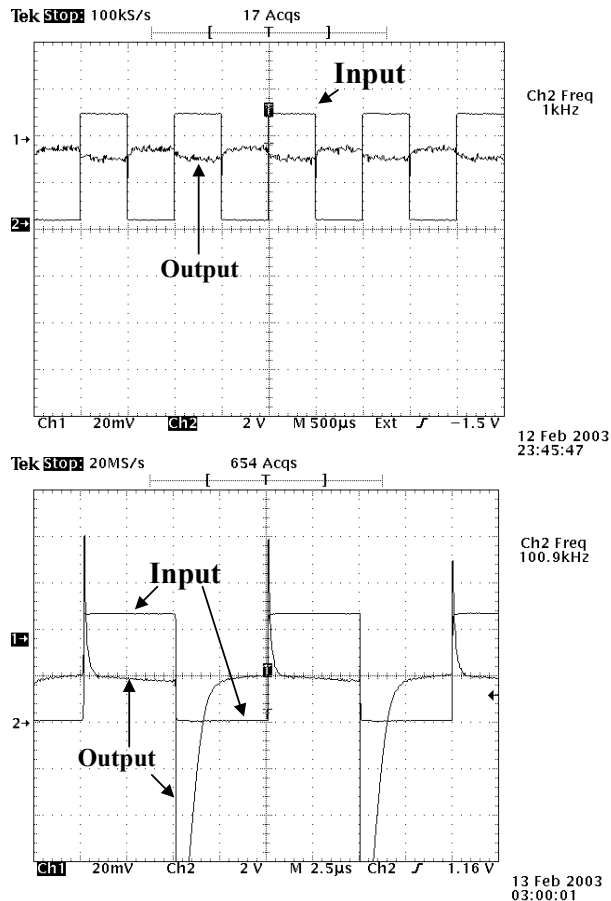 Tek Stop: 100kS/s 17 Acqs
[ T ]
Input
Ch2 Freq
1kHz
T
1→
2→
Output
Ch1 20mV Ch2 2 V M 500µs Ext −1.5 V
12 Feb 2003
23:45:47
Tek Stop: 20MS/s 654 Acqs
[ T ]
Ch2 Freq
100.9kHz
Input
1→
T
2→
Output
Ch1 20mV Ch2 2 V M 2.5µs Ch2 1.16 V
13 Feb 2003
03:00:01